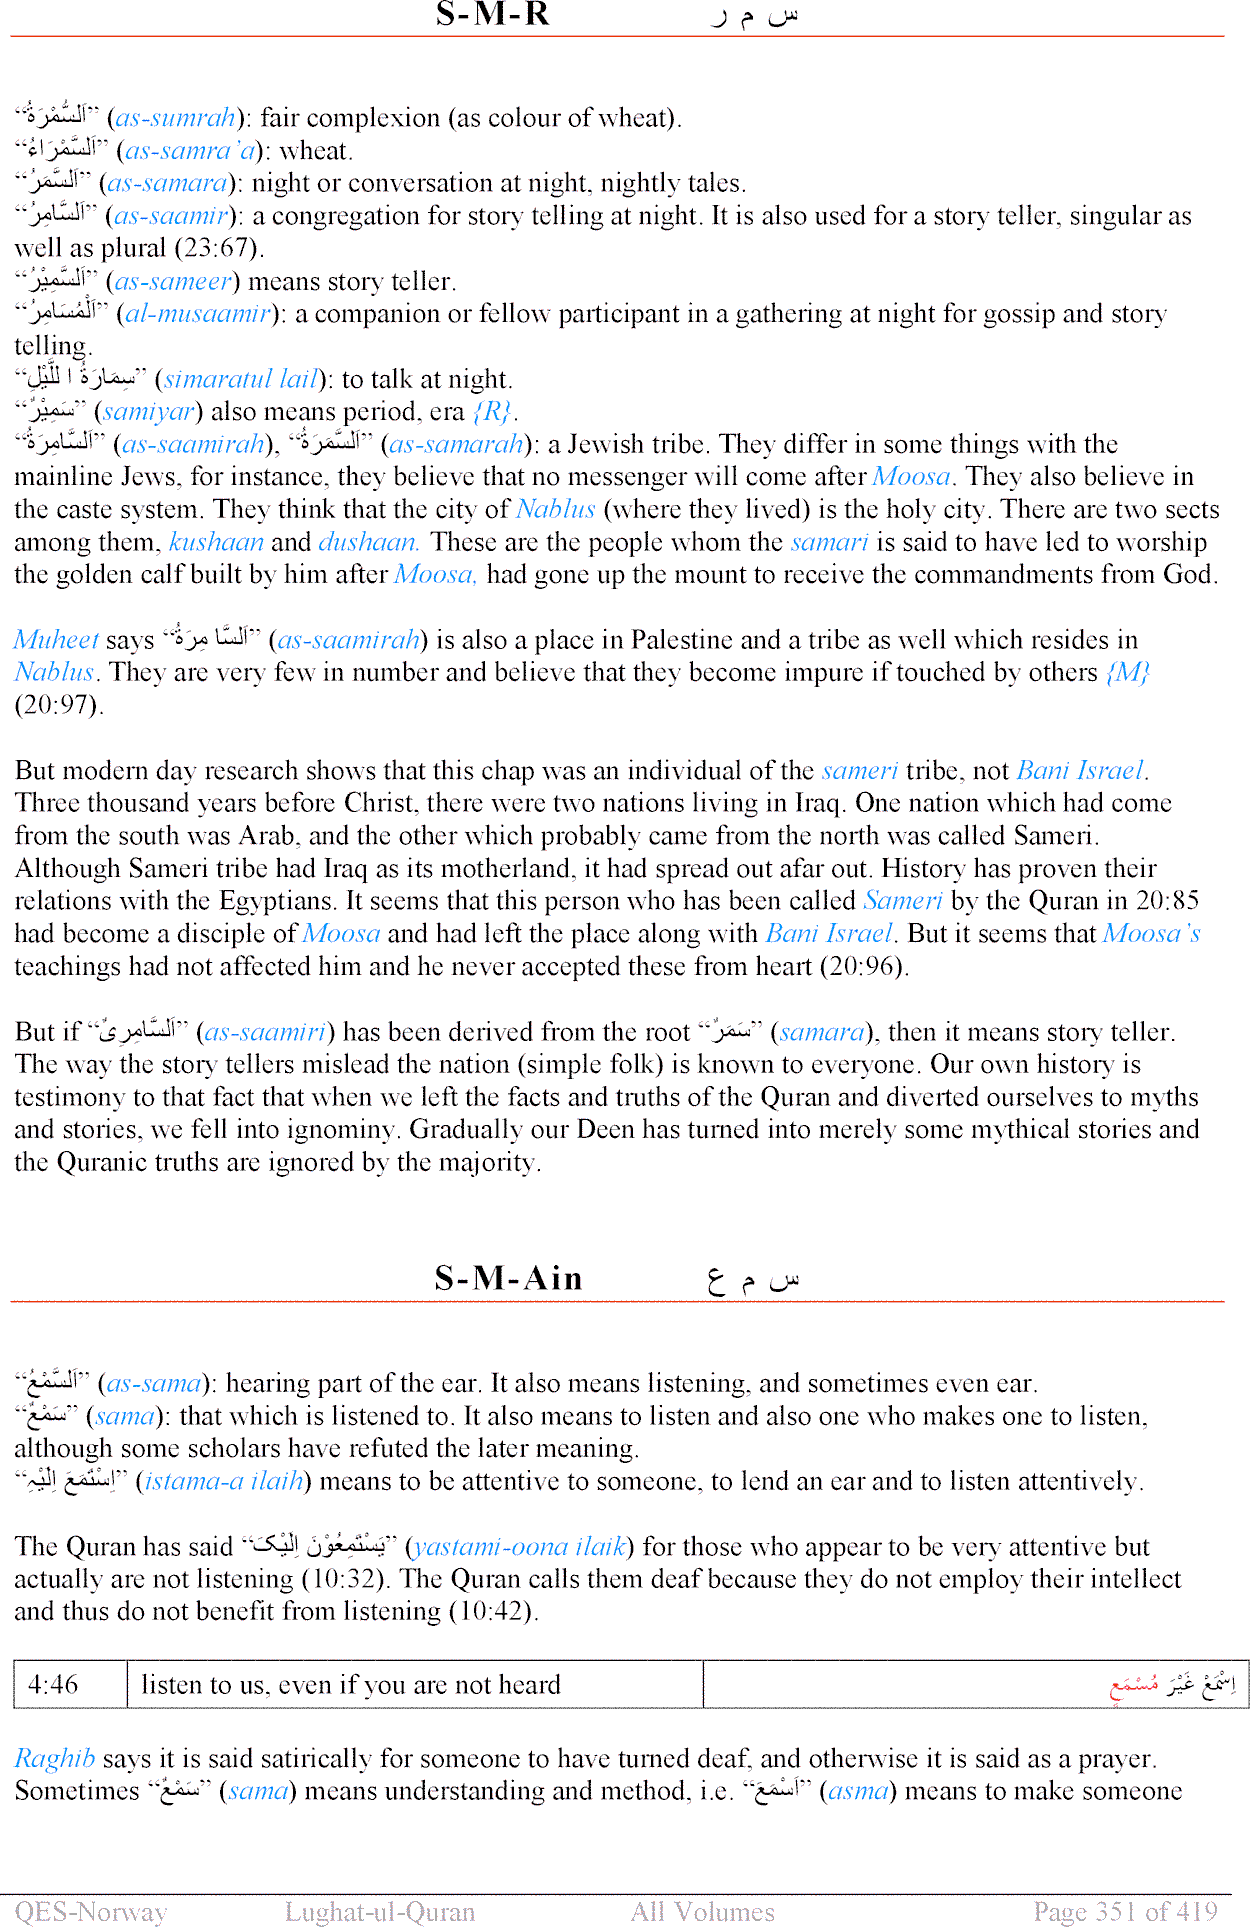 S-M-R س م ر
“اَلسُّمْرَةُ” (as-sumrah): fair complexion (as colour of wheat).
“اَلسَّمْرَاءُ” (as-samra’a): wheat.
“اَلسَّمَرُ” (as-samara): night or conversation at night, nightly tales.
“اَلسَّامِرُ” (as-saamir): a congregation for story telling at night. It is also used for a story teller, singular as
well as plural (23:67).
“اَلسَّمِيْرُ” (as-sameer) means story teller.
“اَلْمُسَامِرُ” (al-musaamir): a companion or fellow participant in a gathering at night for gossip and story
telling.
“سِمَارَةُ ا للَّيْلِ” (simaratul lail): to talk at night.
“سَمِيْرٌ” (samiyar) also means period, era {R}.
“اَلسَّامِرَةُ” (as-saamirah), “اَلسَّمَرَةُ” (as-samarah): a Jewish tribe. They differ in some things with the
mainline Jews, for instance, they believe that no messenger will come after Moosa. They also believe in
the caste system. They think that the city of Nablus (where they lived) is the holy city. There are two sects
among them, kushaan and dushaan. These are the people whom the samari is said to have led to worship
the golden calf built by him after Moosa, had gone up the mount to receive the commandments from God.
Muheet says “اَلسَّا مِرَةُ” (as-saamirah) is also a place in Palestine and a tribe as well which resides in
Nablus. They are very few in number and believe that they become impure if touched by others {M}
(20:97).
But modern day research shows that this chap was an individual of the sameri tribe, not Bani Israel.
Three thousand years before Christ, there were two nations living in Iraq. One nation which had come
from the south was Arab, and the other which probably came from the north was called Sameri.
Although Sameri tribe had Iraq as its motherland, it had spread out afar out. History has proven their
relations with the Egyptians. It seems that this person who has been called Sameri by the Quran in 20:85
had become a disciple of Moosa and had left the place along with Bani Israel. But it seems that Moosa’s
teachings had not affected him and he never accepted these from heart (20:96).
But if “اَلسَّامِرِىٌّ” (as-saamiri) has been derived from the root “سَمَرٌ” (samara), then it means story teller.
The way the story tellers mislead the nation (simple folk) is known to everyone. Our own history is
testimony to that fact that when we left the facts and truths of the Quran and diverted ourselves to myths
and stories, we fell into ignominy. Gradually our Deen has turned into merely some mythical stories and
the Quranic truths are ignored by the majority.
S-M-Ain س م ع
“اَلسَّمْعُ” (as-sama): hearing part of the ear. It also means listening, and sometimes even ear.
“سَمْعٌ” (sama): that which is listened to. It also means to listen and also one who makes one to listen,
although some scholars have refuted the later meaning.
“اِسْتَمَعَ اِلَيْہِ” (istama-a ilaih) means to be attentive to someone, to lend an ear and to listen attentively.
The Quran has said “يَسْتَمِعُوْنَ اِلَيْکَ” (yastami-oona ilaik) for those who appear to be very attentive but
actually are not listening (10:32). The Quran calls them deaf because they do not employ their intellect
and thus do not benefit from listening (10:42).
4:46 listen to us, even if you are not heard اِسْمَعْ غَيْرَ مُسْمَعٍ
Raghib says it is said satirically for someone to have turned deaf, and otherwise it is said as a prayer.
Sometimes “سَمْعٌ” (sama) means understanding and method, i.e. “اَسْمَعَ” (asma) means to make someone
QES-Norway Lughat-ul-Quran All Volumes Page 351 of 419